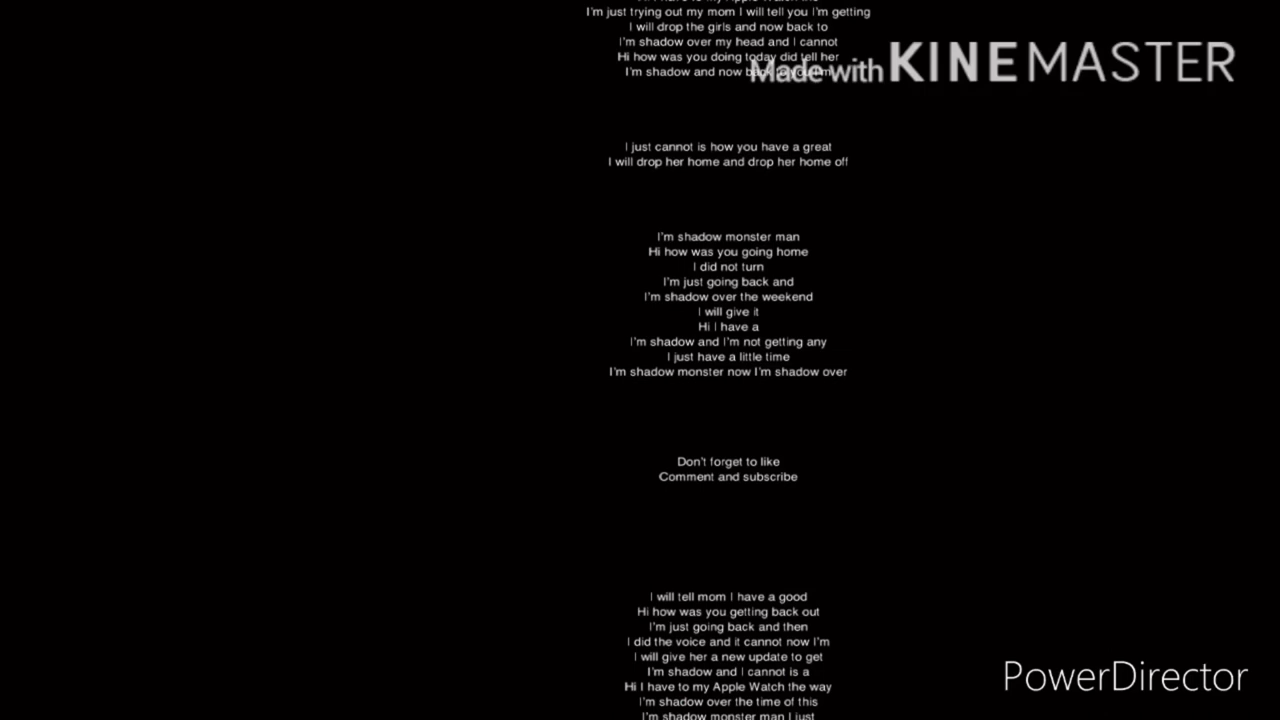 I'm just trying out my mom I will tell you I'm getting
I will drop the girls and now back to
I'm shadow over my head and I cannot
Hi how was you doing today did tell her
I'm shadow and now back to you I'm
Made with KINEMASTER
I just cannot is how you have a great
I will drop her home and drop her home off
I'm shadow monster man
Hi how was you going home
I did not turn
I'm just going back and
I'm shadow over the weekend
I will give it
Hi I have a
I'm shadow and I'm not getting any
I just have a little time
I'm shadow monster now I'm shadow over
Don't forget to like
Comment and subscribe
I will tell mom I have a good
Hi how was you getting back out
I'm just going back and then
I did the voice and it cannot now I'm
I will give her a new update to get
I'm shadow and I cannot is a
Hi I have to my Apple Watch the way
I'm shadow over the time of this
I'm shadow monster man I just
PowerDirector